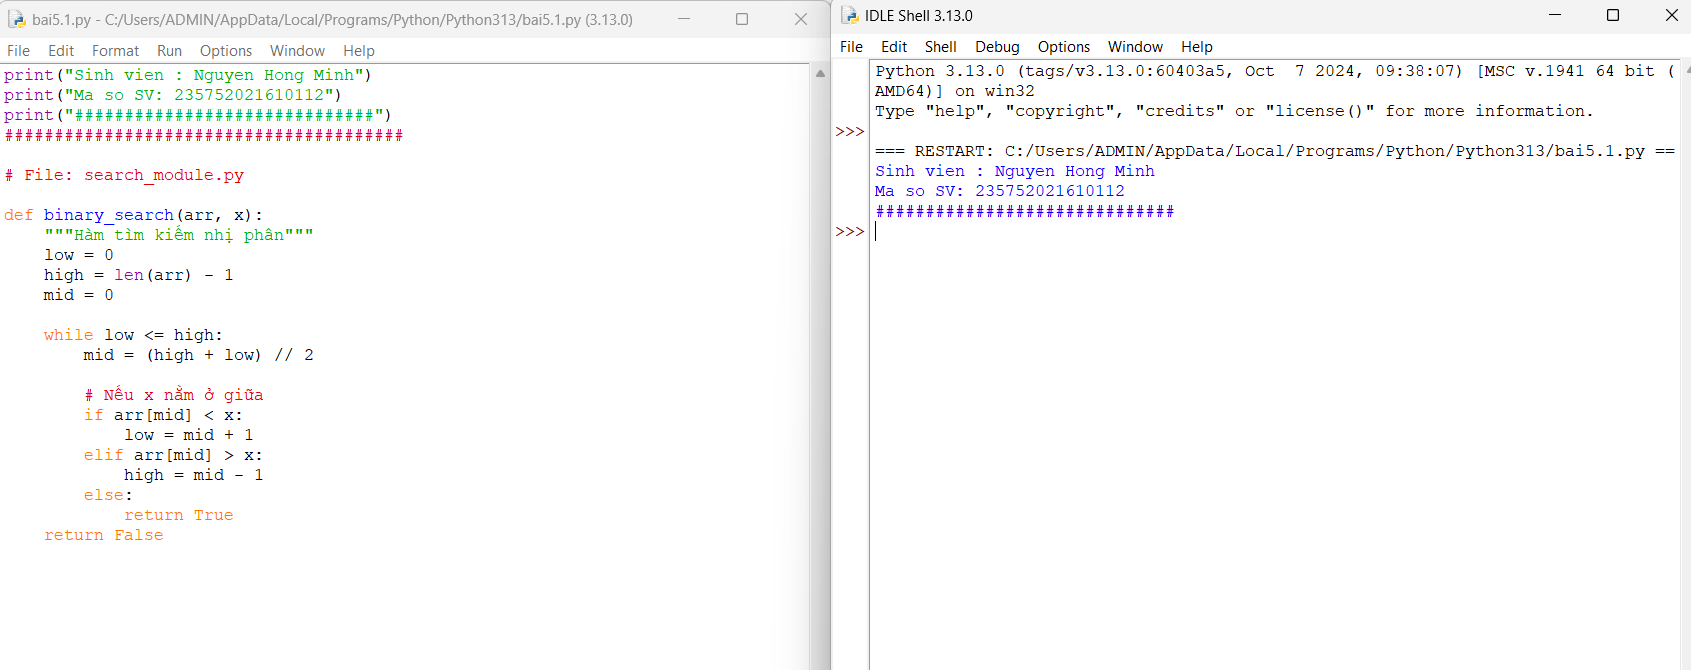 bai5.1.py - C:/Users/ADMIN/AppData/Local/Programs/Python/Python313/bai5.1.py (3.13.0)
File Edit Format Run Options Window Help
print("Sinh vien : Nguyen Hong Minh")
print("Ma so SV: 235752021610112")
print("##############################")
########################################
# File: search_module.py
def binary_search(arr, x):
    """Hàm tìm kiếm nhị phân"""
    low = 0
    high = len(arr) - 1
    mid = 0
    while low <= high:
        mid = (high + low) // 2
        # Nếu x nằm ở giữa
        if arr[mid] < x:
            low = mid + 1
        elif arr[mid] > x:
            high = mid - 1
        else:
            return True
    return False
IDLE Shell 3.13.0
File Edit Shell Debug Options Window Help
Python 3.13.0 (tags/v3.13.0:60403a5, Oct  7 2024, 09:38:07) [MSC v.1941 64 bit (
AMD64)] on win32
Type "help", "copyright", "credits" or "license()" for more information.
>>>
=== RESTART: C:/Users/ADMIN/AppData/Local/Programs/Python/Python313/bai5.1.py ==
Sinh vien : Nguyen Hong Minh
Ma so SV: 235752021610112
##############################
>>>